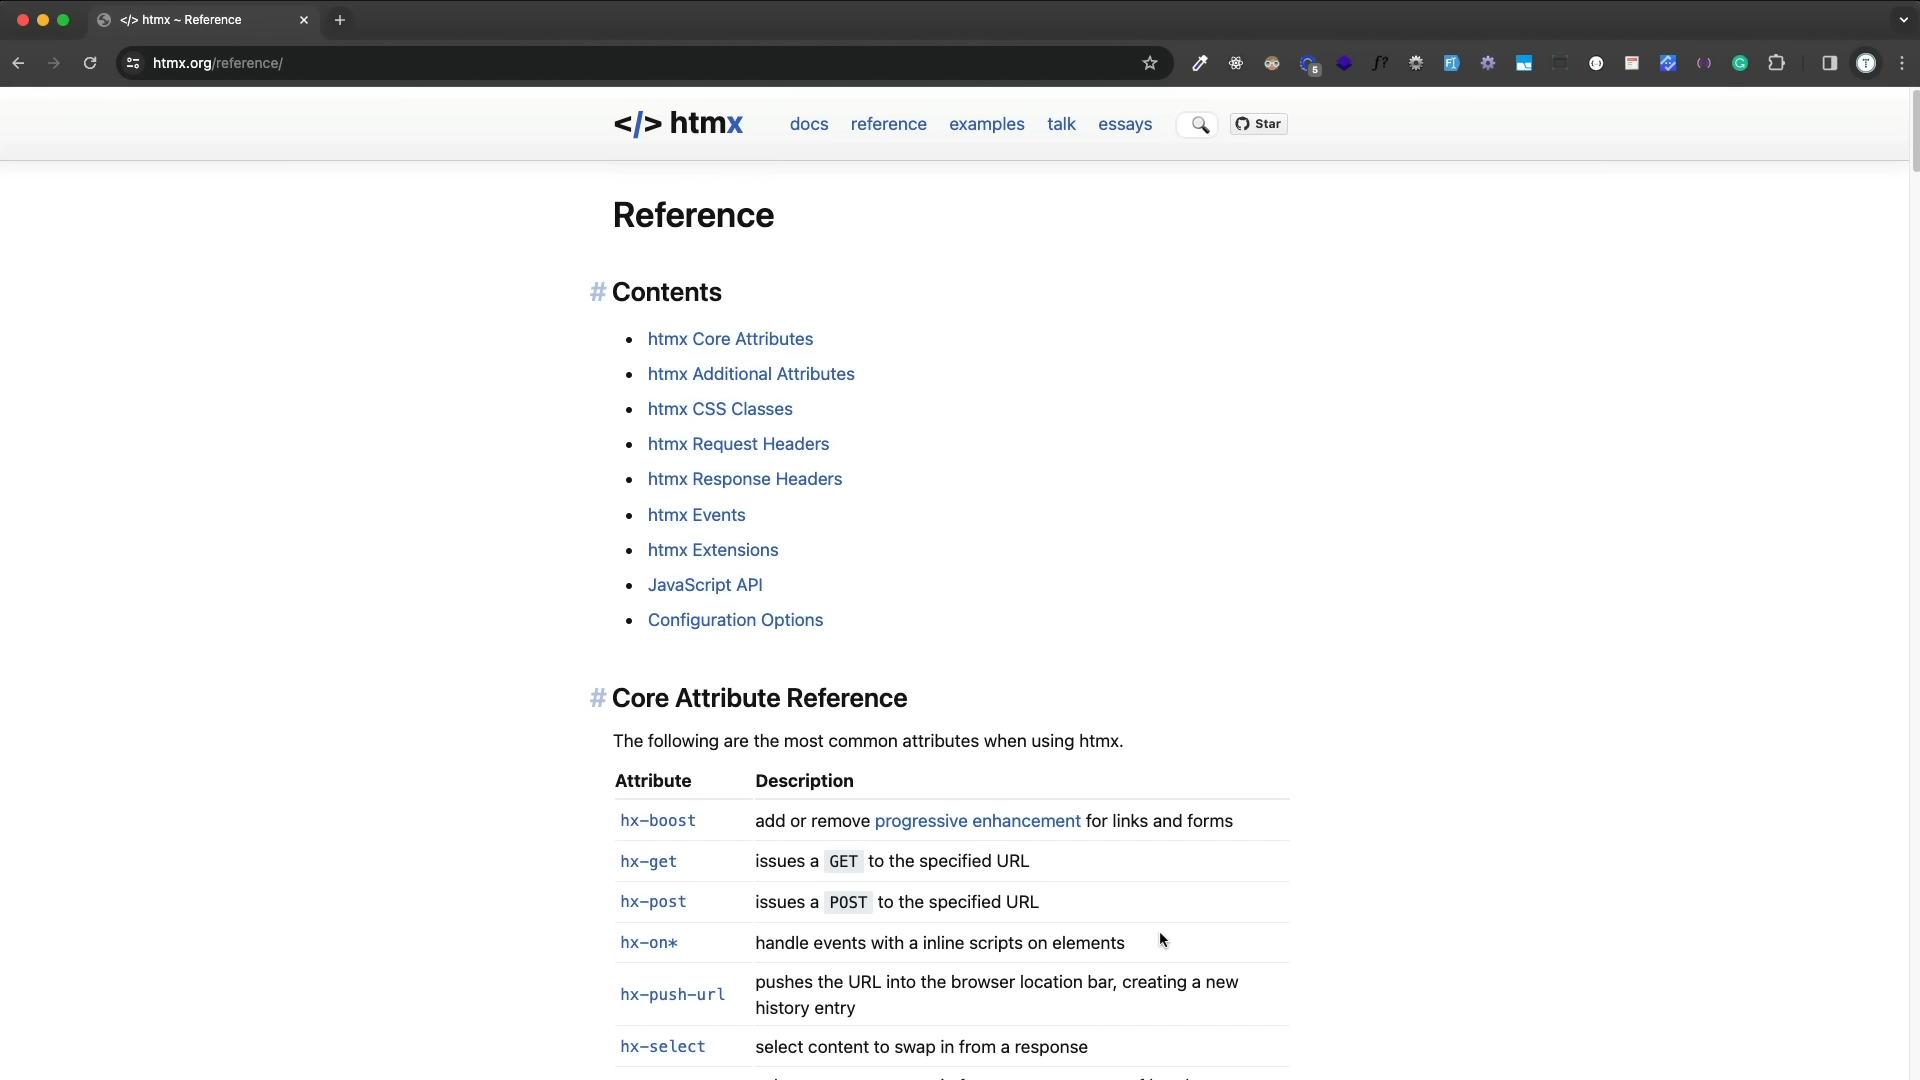 </> htmx ~ Reference
htmx.org/reference/
5
f?
FI
T
</> htmx
docs reference examples talk essays
Star
Reference
# Contents
htmx Core Attributes
htmx Additional Attributes
htmx CSS Classes
htmx Request Headers
htmx Response Headers
htmx Events
htmx Extensions
JavaScript API
Configuration Options
# Core Attribute Reference
The following are the most common attributes when using htmx.
Attribute Description
hx-boost add or remove progressive enhancement for links and forms
hx-get issues a GET to the specified URL
hx-post issues a POST to the specified URL
hx-on* handle events with a inline scripts on elements
hx-push-url pushes the URL into the browser location bar, creating a new
history entry
hx-select select content to swap in from a response